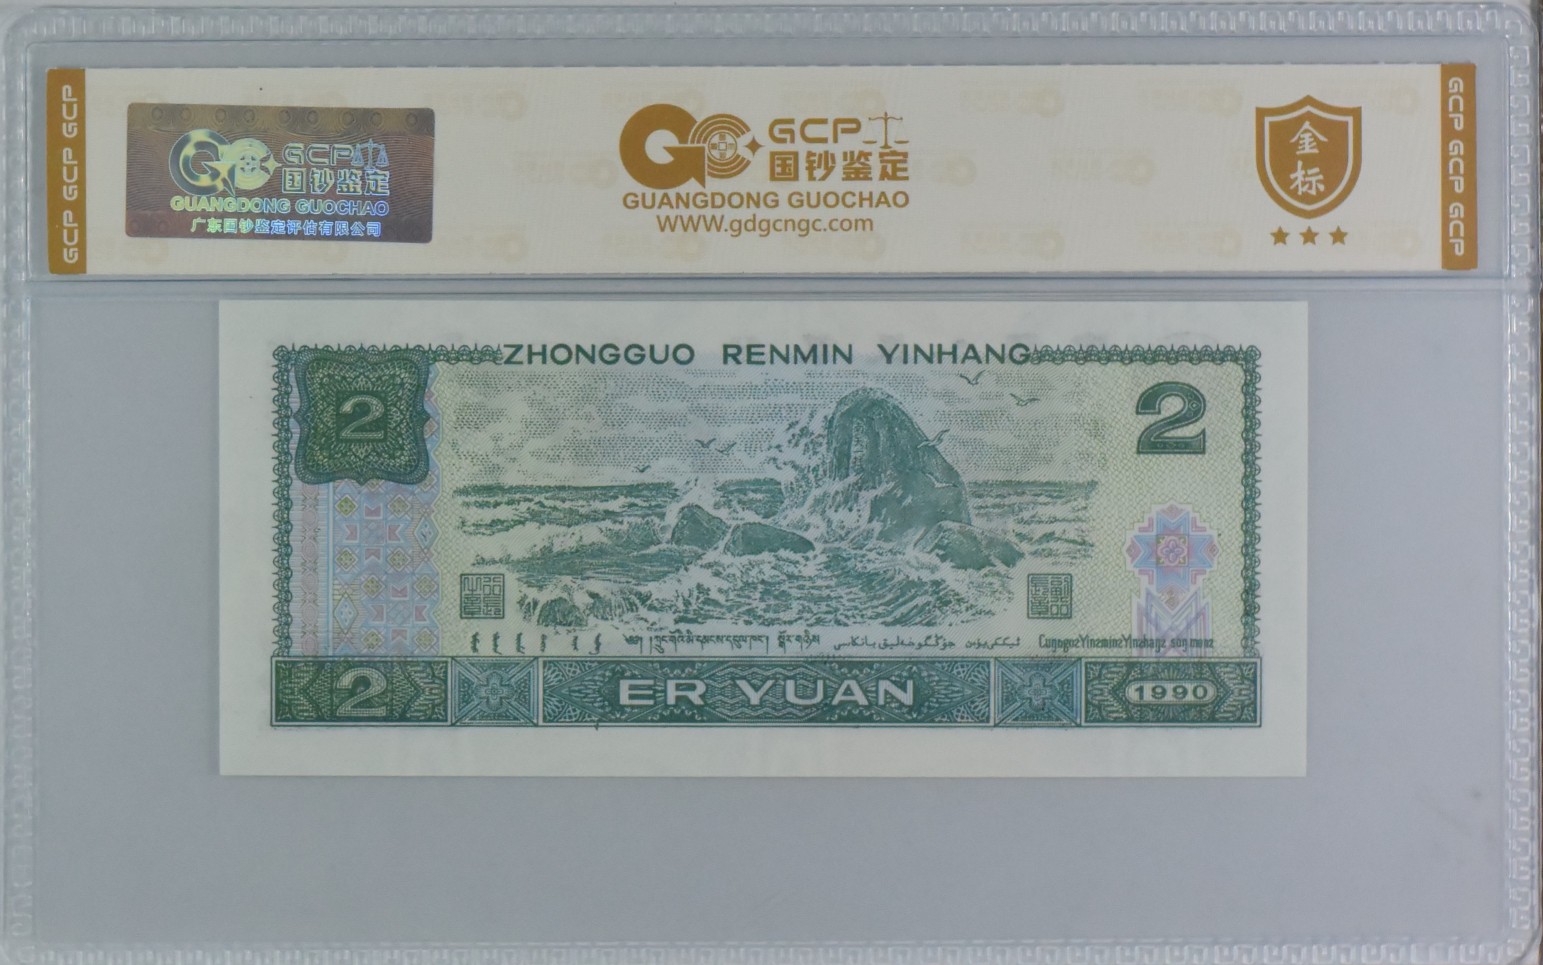 GCP GCP GCP
GCP
国钞鉴定
GUANGDONG GUOCHAO
广东国钞鉴定评估有限公司
GCP
国钞鉴定
GUANGDONG GUOCHAO
WWW.gdgcngc.com
金
标
GCP GCP GCP
ZHONGGUO RENMIN YINHANG
2
2
2 ER YUAN 1990